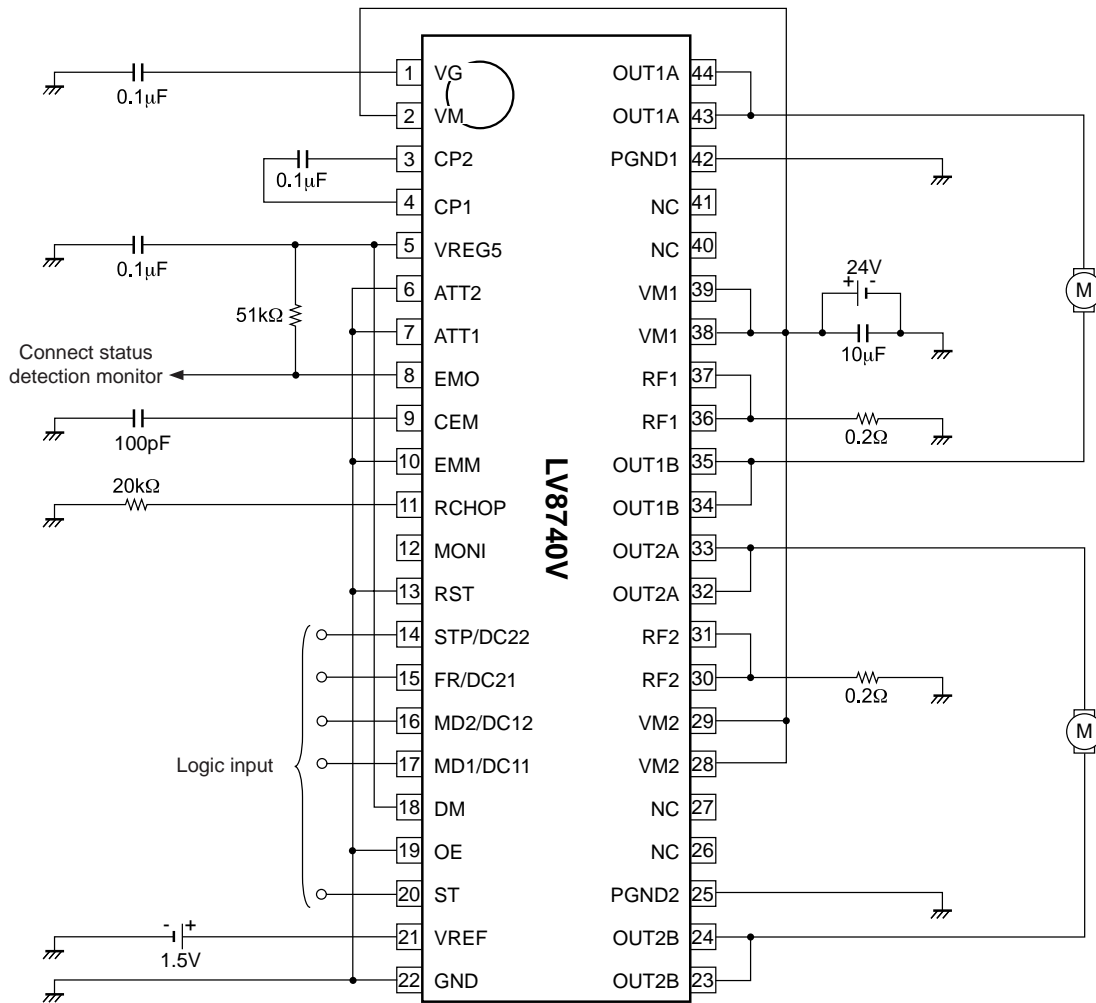 1 VG OUT1A 44
0.1µF
2 VM OUT1A 43
3 CP2 PGND1 42
0.1µF
4 CP1 NC 41
5 VREG5 NC 40
0.1µF
24V
+ -
6 ATT2 VM1 39
51kΩ
M
7 ATT1 VM1 38
10µF
Connect status
detection monitor
8 EMO RF1 37
9 CEM RF1 36
100pF
0.2Ω
10 EMM OUT1B 35
20kΩ
11 RCHOP OUT1B 34
LV8740V
12 MONI OUT2A 33
13 RST OUT2A 32
14 STP/DC22 RF2 31
15 FR/DC21 RF2 30
0.2Ω
16 MD2/DC12 VM2 29
M
Logic input
17 MD1/DC11 VM2 28
18 DM NC 27
19 OE NC 26
20 ST PGND2 25
- +
21 VREF OUT2B 24
1.5V
22 GND OUT2B 23